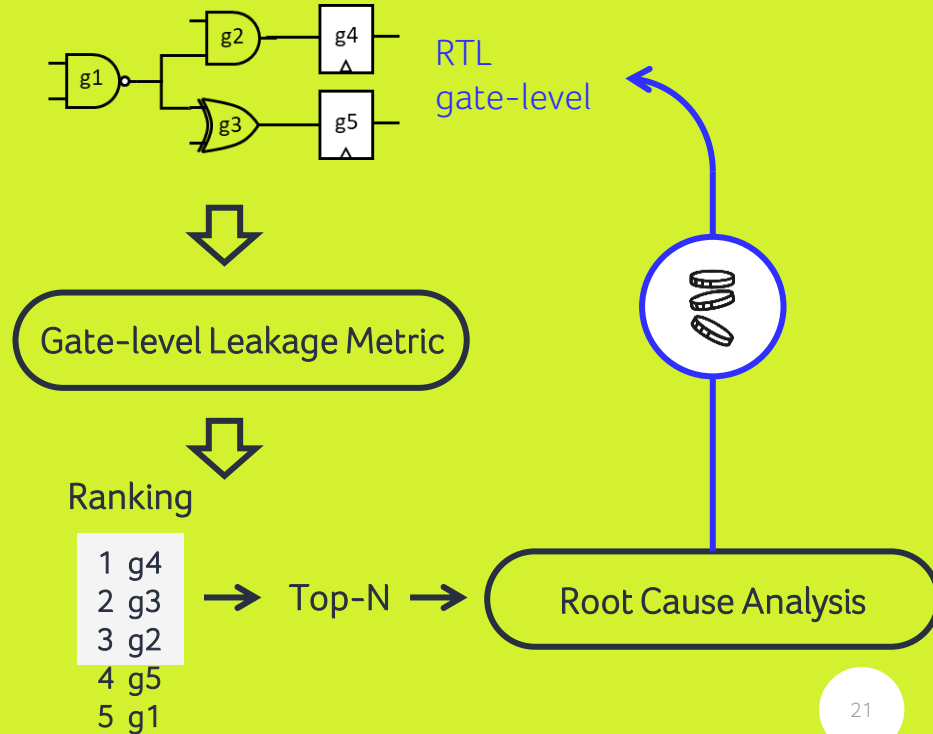 g2
g4
g1
RTL
gate-level
g3
g5
Gate-level Leakage Metric
Ranking
1 g4
2 g3
3 g2
4 g5
5 g1
Top-N
Root Cause Analysis
21